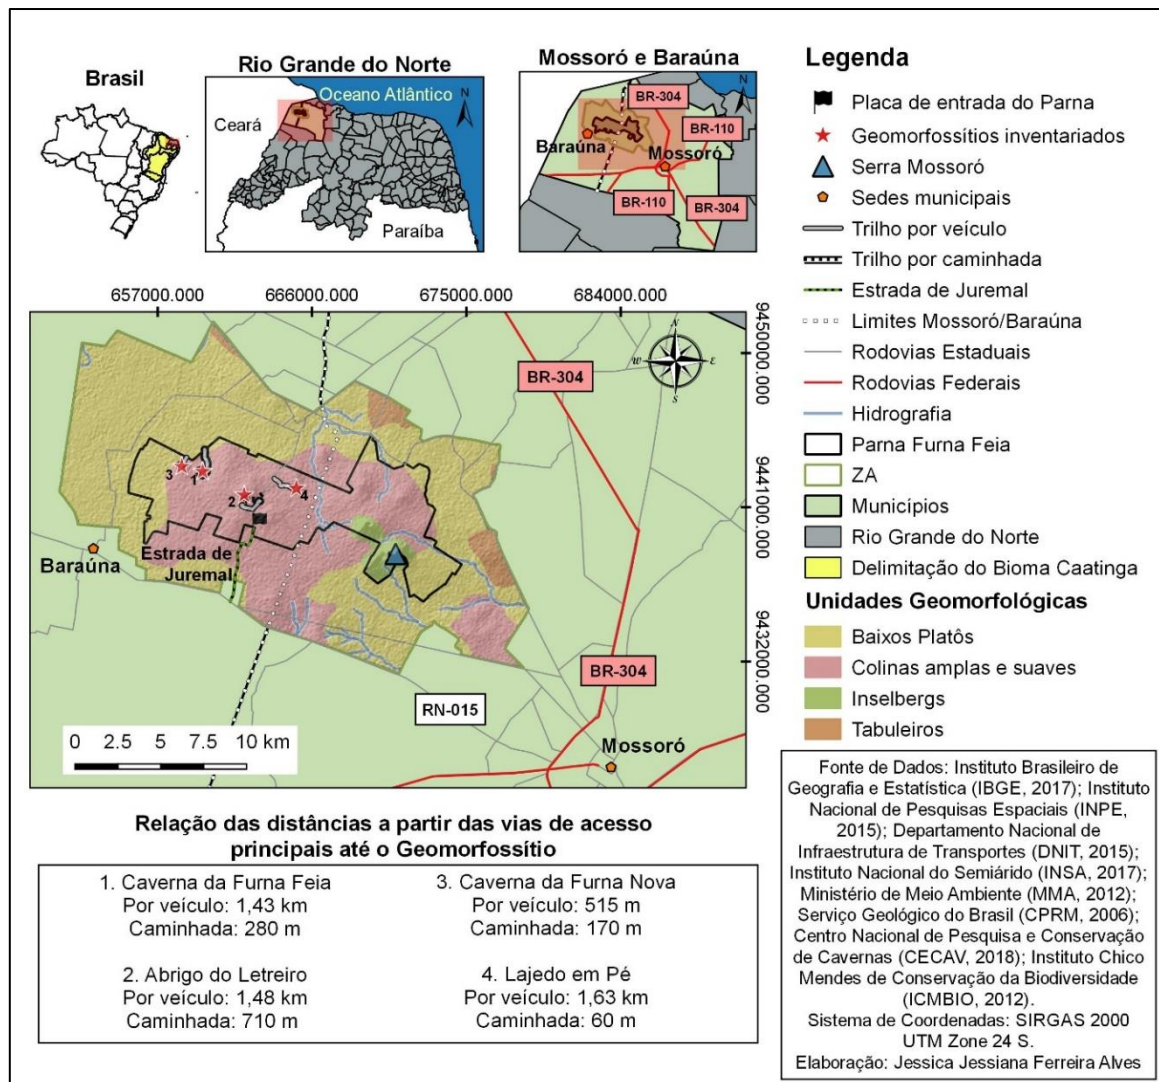 Brasil
Rio Grande do Norte
Oceano Atlântico
N
Ceará
Paraíba
Mossoró e Baraúna
N
BR-304
BR-110
Baraúna
Mossoró
BR-110
BR-304
657000.000
666000.000
675000.000
684000.000
9450000.000
9441000.000
9432000.000
BR-304
N
W
E
S
3
1
2
4
Baraúna
Estrada de
Juremal
BR-304
RN-015
Mossoró
0 2.5 5 7.5 10 km
Legenda
Placa de entrada do Parna
Geomorfossítios inventariados
Serra Mossoró
Sedes municipais
Trilho por veículo
Trilho por caminhada
Estrada de Juremal
Limites Mossoró/Baraúna
Rodovias Estaduais
Rodovias Federais
Hidrografia
Parna Furna Feia
ZA
Municípios
Rio Grande do Norte
Delimitação do Bioma Caatinga
Unidades Geomorfológicas
Baixos Platôs
Colinas amplas e suaves
Inselbergs
Tabuleiros
Relação das distâncias a partir das vias de acesso
principais até o Geomorfossítio
1. Caverna da Furna Feia
Por veículo: 1,43 km
Caminhada: 280 m
2. Abrigo do Letreiro
Por veículo: 1,48 km
Caminhada: 710 m
3. Caverna da Furna Nova
Por veículo: 515 m
Caminhada: 170 m
4. Lajedo em Pé
Por veículo: 1,63 km
Caminhada: 60 m
Fonte de Dados: Instituto Brasileiro de
Geografia e Estatística (IBGE, 2017); Instituto
Nacional de Pesquisas Espaciais (INPE,
2015); Departamento Nacional de
Infraestrutura de Transportes (DNIT, 2015);
Instituto Nacional do Semiárido (INSA, 2017);
Ministério de Meio Ambiente (MMA, 2012);
Serviço Geológico do Brasil (CPRM, 2006);
Centro Nacional de Pesquisa e Conservação
de Cavernas (CECAV, 2018); Instituto Chico
Mendes de Conservação da Biodiversidade
(ICMBIO, 2012).
Sistema de Coordenadas: SIRGAS 2000
UTM Zone 24 S.
Elaboração: Jessica Jessiana Ferreira Alves